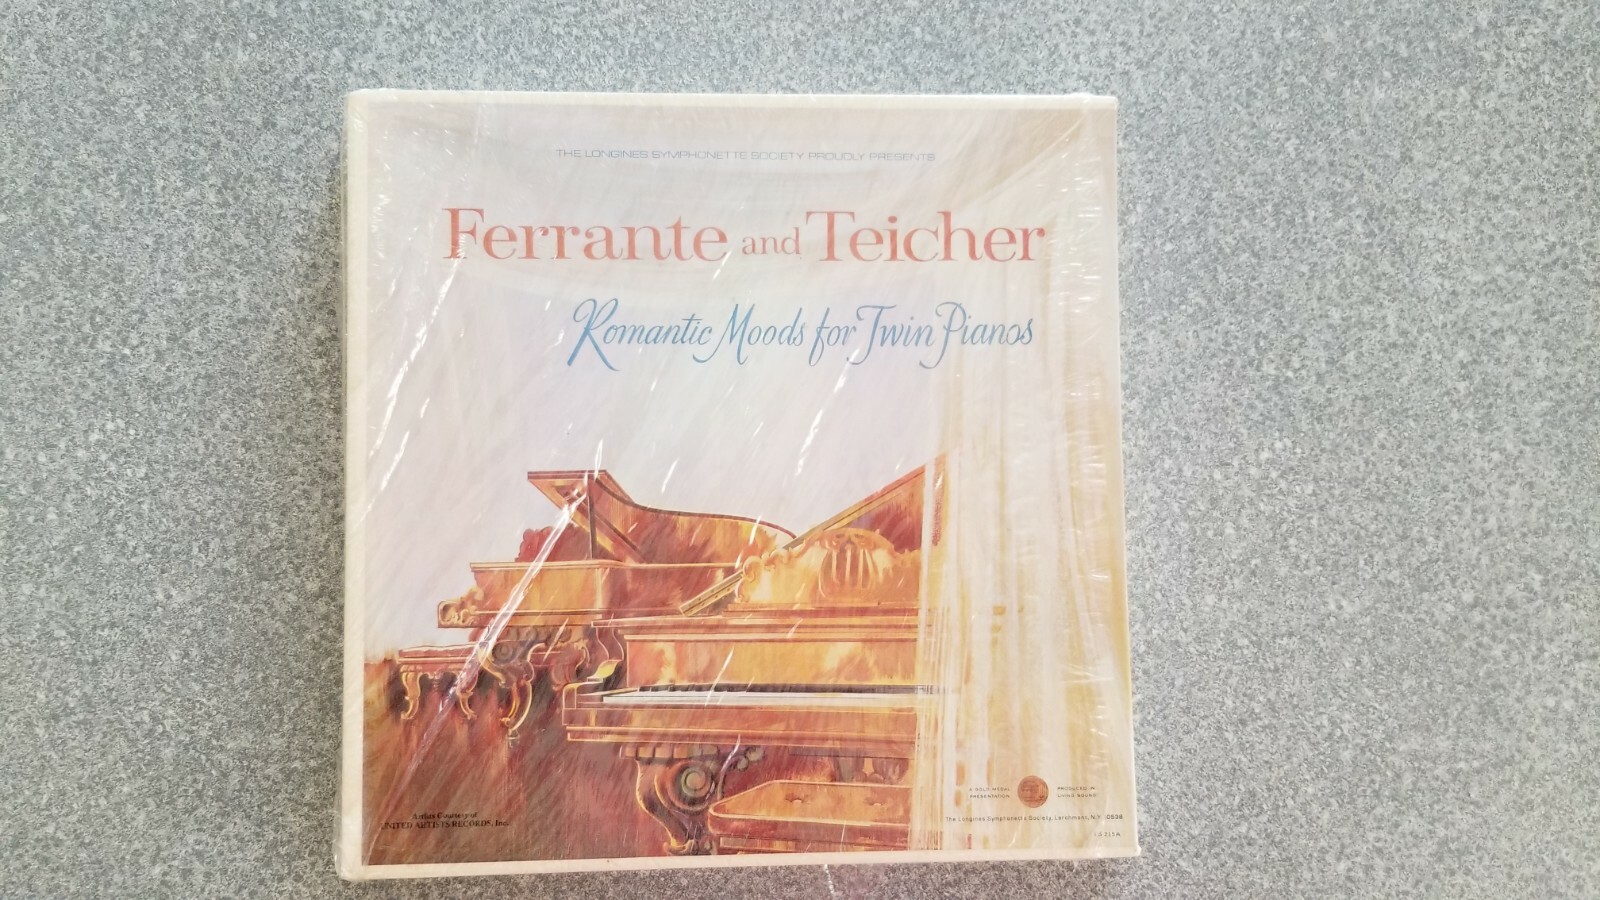 THE LONGINES SYMPHONETTE SOCIETY PROUDLY PRESENTS
Ferrante and Teicher
Romantic Moods for Twin Pianos
A GOLD MEDAL
PRESENTATION
PRODUCED IN
LIVING SOUND
Artists Courtesy of
UNITED ARTISTS RECORDS, Inc.
The Longines Symphonette Society, Larchmont, N.Y. 10538